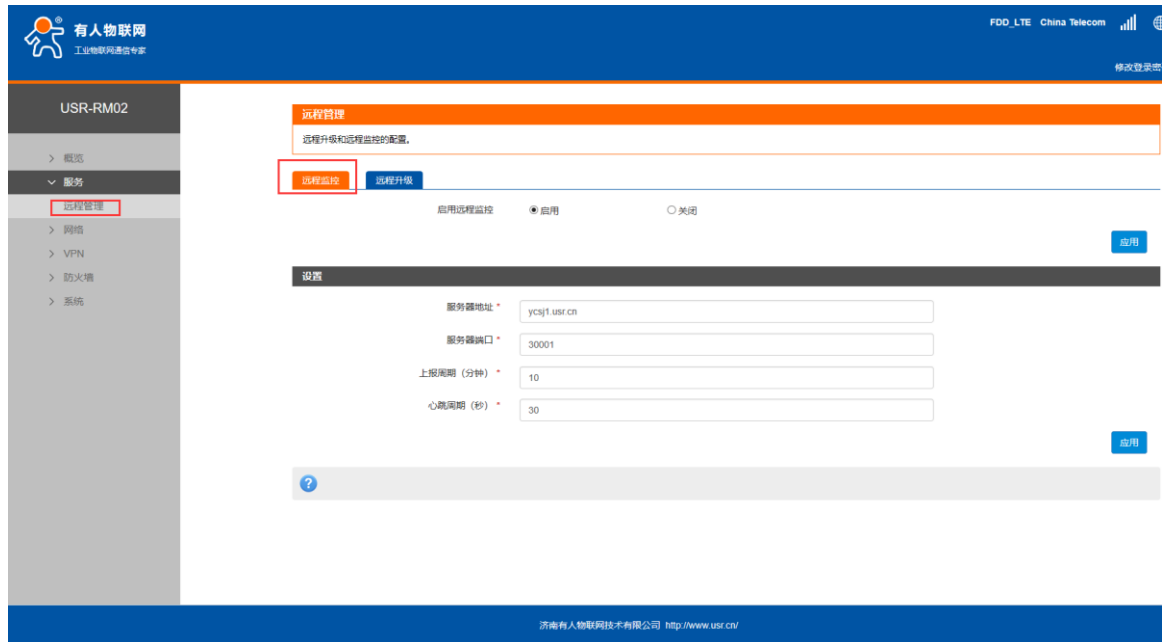 有人物联网
工业物联网通信专家
FDD_LTE China Telecom
修改登录密
USR-RM02
> 概览
服务
远程管理
> 网络
> VPN
> 防火墙
> 系统
远程管理
远程升级和远程监控的配置。
远程监控 远程升级
启用远程监控 启用 关闭
应用
设置
服务器地址 * ycsj1.usr.cn
服务器端口 * 30001
上报周期（分钟） * 10
心跳周期（秒） * 30
应用
?
济南有人物联网技术有限公司 http://www.usr.cn/